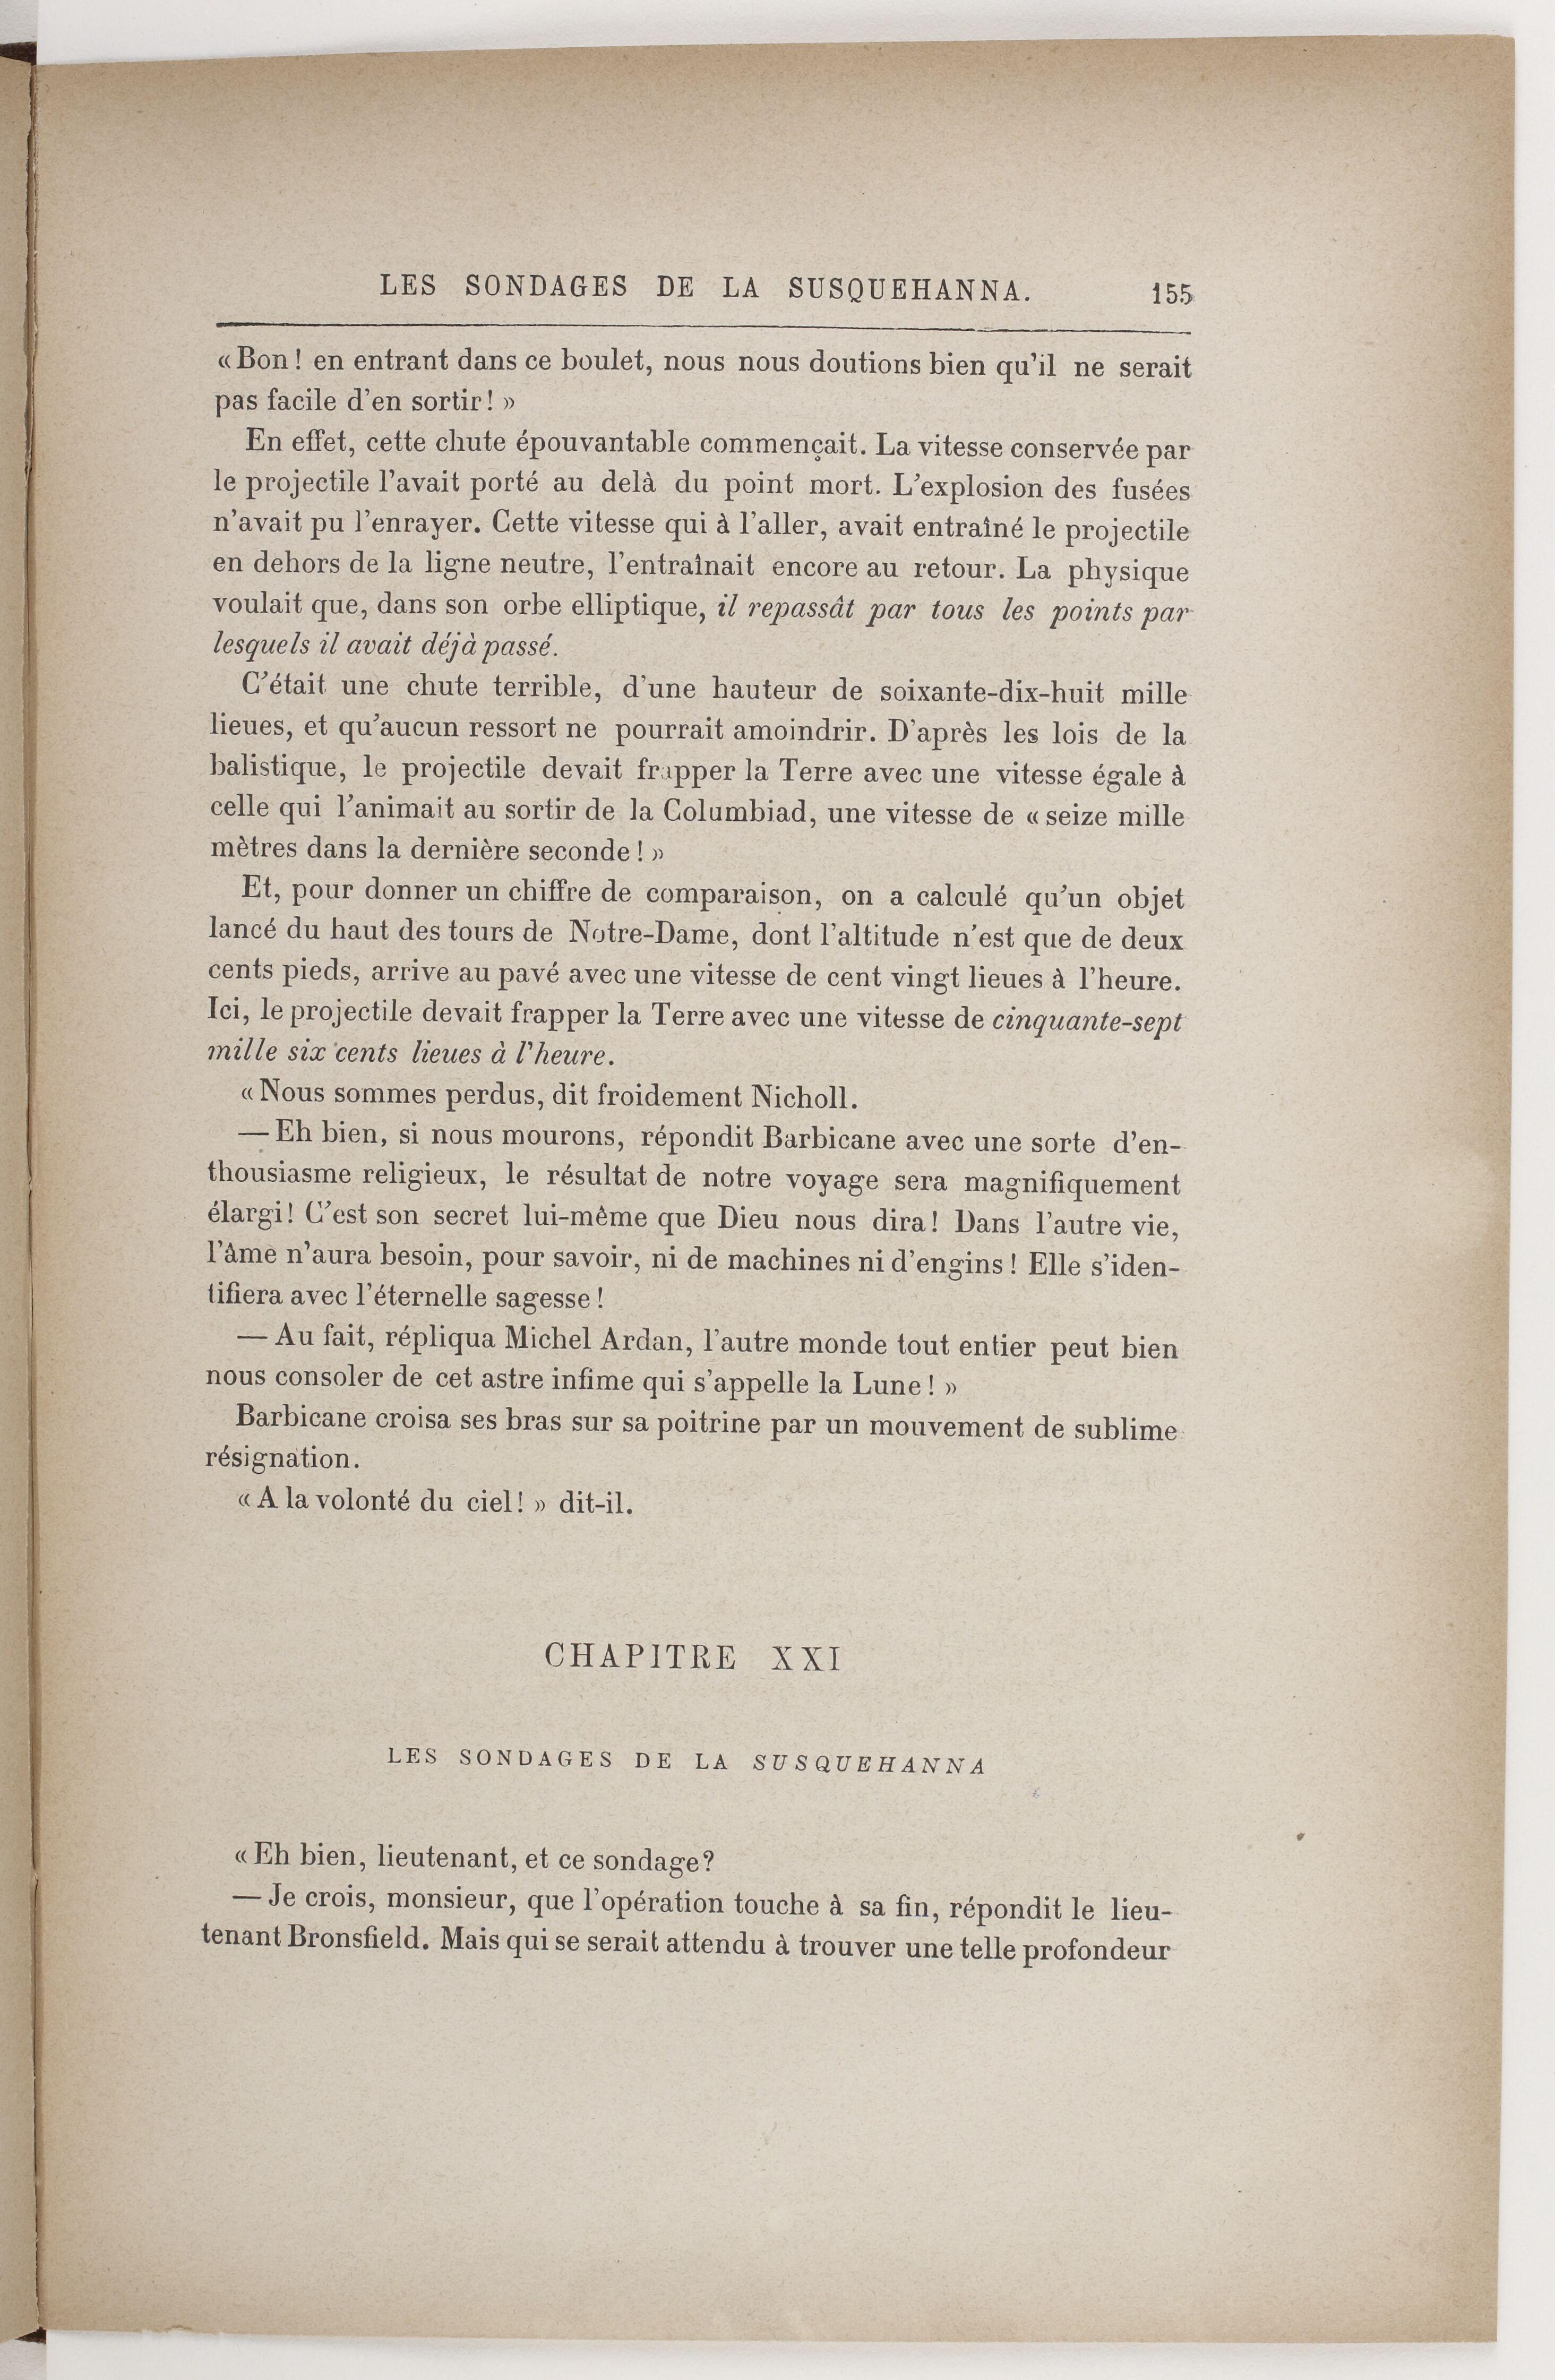 LES SONDAGES DE LA SUSQUEHANNA. 155
« Bon ! en entrant dans ce boulet, nous nous doutions bien qu'il ne serait
pas facile d'en sortir ! »
En effet, cette chute épouvantable commençait. La vitesse conservée par
le projectile l'avait porté au delà du point mort. L'explosion des fusées
n'avait pu l'enrayer. Cette vitesse qui à l'aller, avait entraîné le projectile
en dehors de la ligne neutre, l'entraînait encore au retour. La physique
voulait que, dans son orbe elliptique, il repassât par tous les points par
lesquels il avait déjà passé.
C'était une chute terrible, d'une hauteur de soixante-dix-huit mille
lieues, et qu'aucun ressort ne pourrait amoindrir. D'après les lois de la
balistique, le projectile devait frapper la Terre avec une vitesse égale à
celle qui l'animait au sortir de la Columbiad, une vitesse de « seize mille
mètres dans la dernière seconde ! »
Et, pour donner un chiffre de comparaison, on a calculé qu'un objet
lancé du haut des tours de Notre-Dame, dont l'altitude n'est que de deux
cents pieds, arrive au pavé avec une vitesse de cent vingt lieues à l'heure.
Ici, le projectile devait frapper la Terre avec une vitesse de cinquante-sept
mille six cents lieues à l'heure.
« Nous sommes perdus, dit froidement Nicholl.
— Eh bien, si nous mourons, répondit Barbicane avec une sorte d'en-
thousiasme religieux, le résultat de notre voyage sera magnifiquement
élargi ! C'est son secret lui-même que Dieu nous dira ! Dans l'autre vie,
l'âme n'aura besoin, pour savoir, ni de machines ni d'engins ! Elle s'iden-
tifiera avec l'éternelle sagesse !
— Au fait, répliqua Michel Ardan, l'autre monde tout entier peut bien
nous consoler de cet astre infime qui s'appelle la Lune ! »
Barbicane croisa ses bras sur sa poitrine par un mouvement de sublime
résignation.
« A la volonté du ciel ! » dit-il.
CHAPITRE XXI
LES SONDAGES DE LA SUSQUEHANNA
« Eh bien, lieutenant, et ce sondage ?
— Je crois, monsieur, que l'opération touche à sa fin, répondit le lieu-
tenant Bronsfield. Mais qui se serait attendu à trouver une telle profondeur